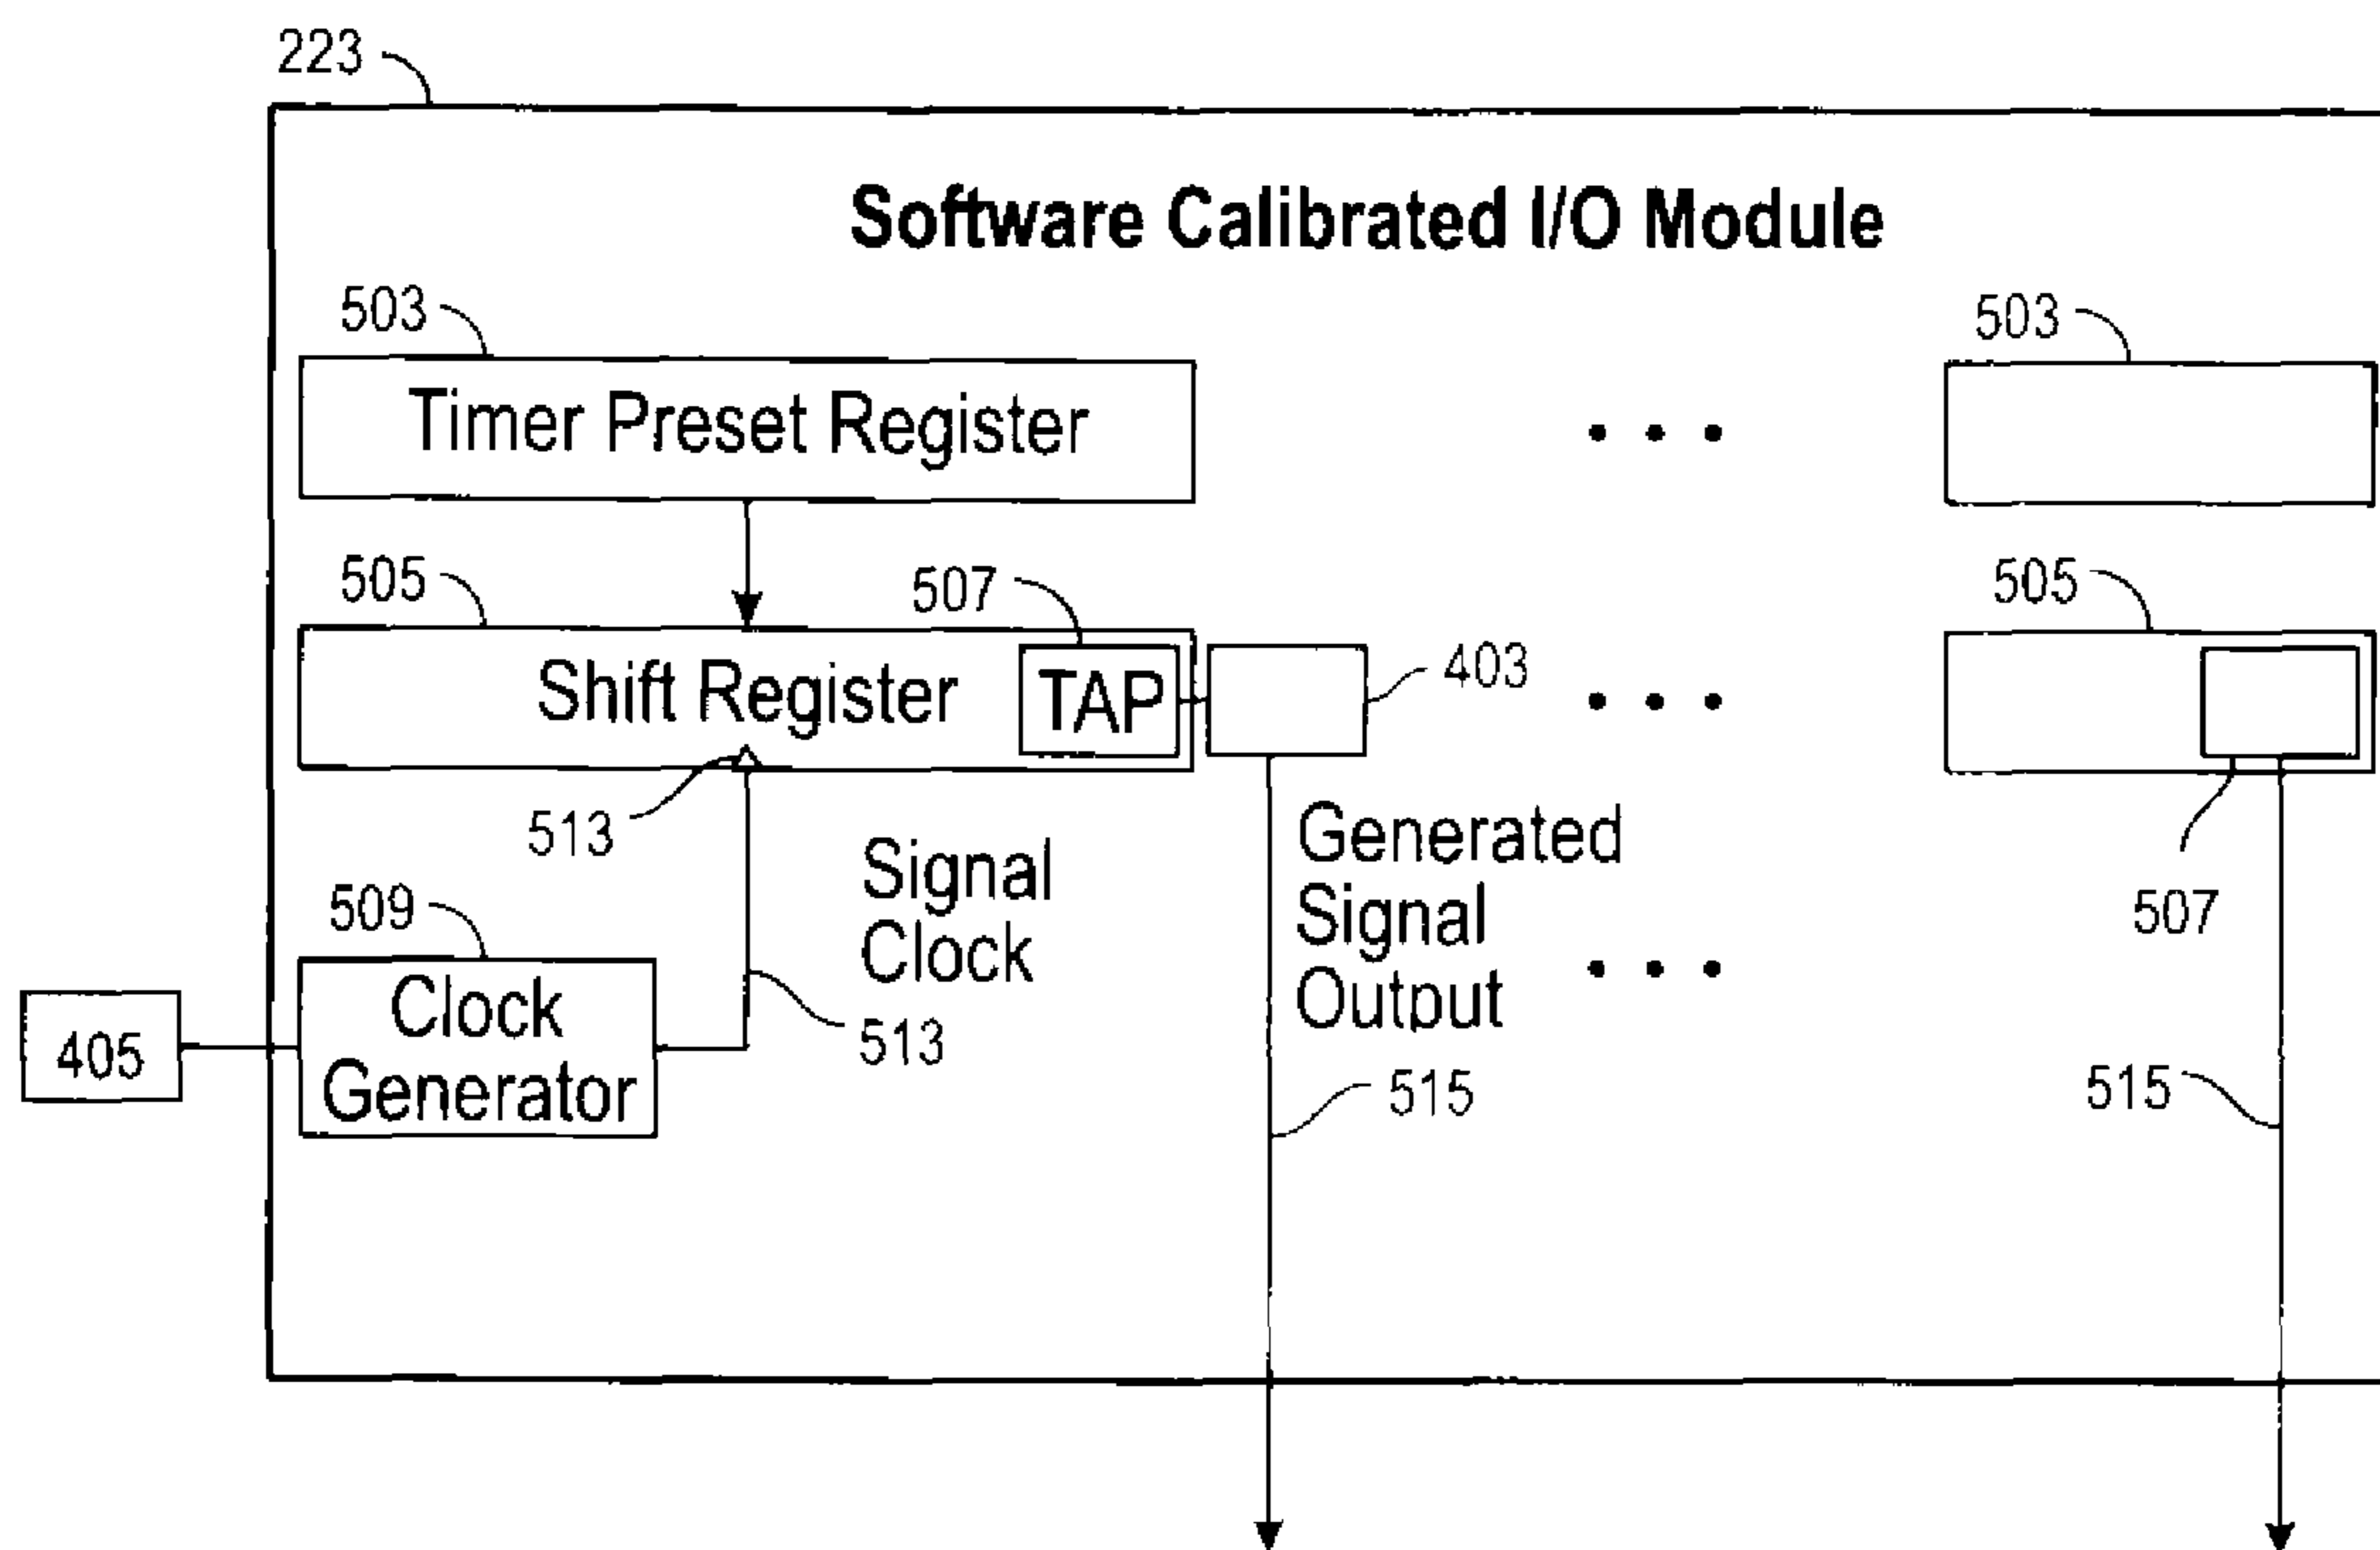 223
Software Calibrated I/O Module
503
503
Timer Preset Register
505
507
505
Shift Register
TAP
403
513
Signal
Clock
Generated
Signal
Output
507
509
Clock
Generator
405
513
515
515